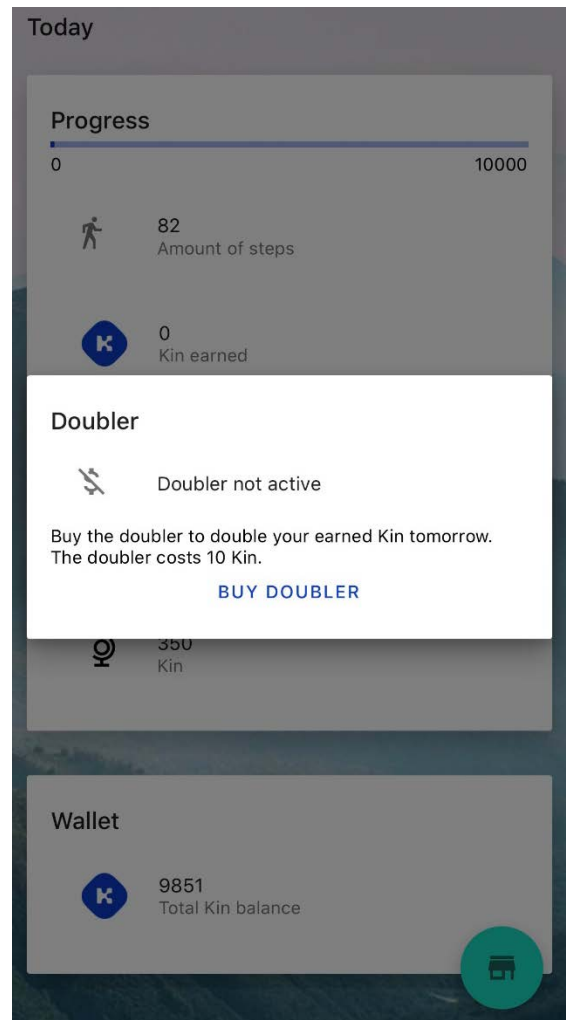 Today
Progress
0 10000
82
Amount of steps
0
Kin earned
Doubler
Doubler not active
Buy the doubler to double your earned Kin tomorrow.
The doubler costs 10 Kin.
BUY DOUBLER
350
Kin
Wallet
9851
Total Kin balance